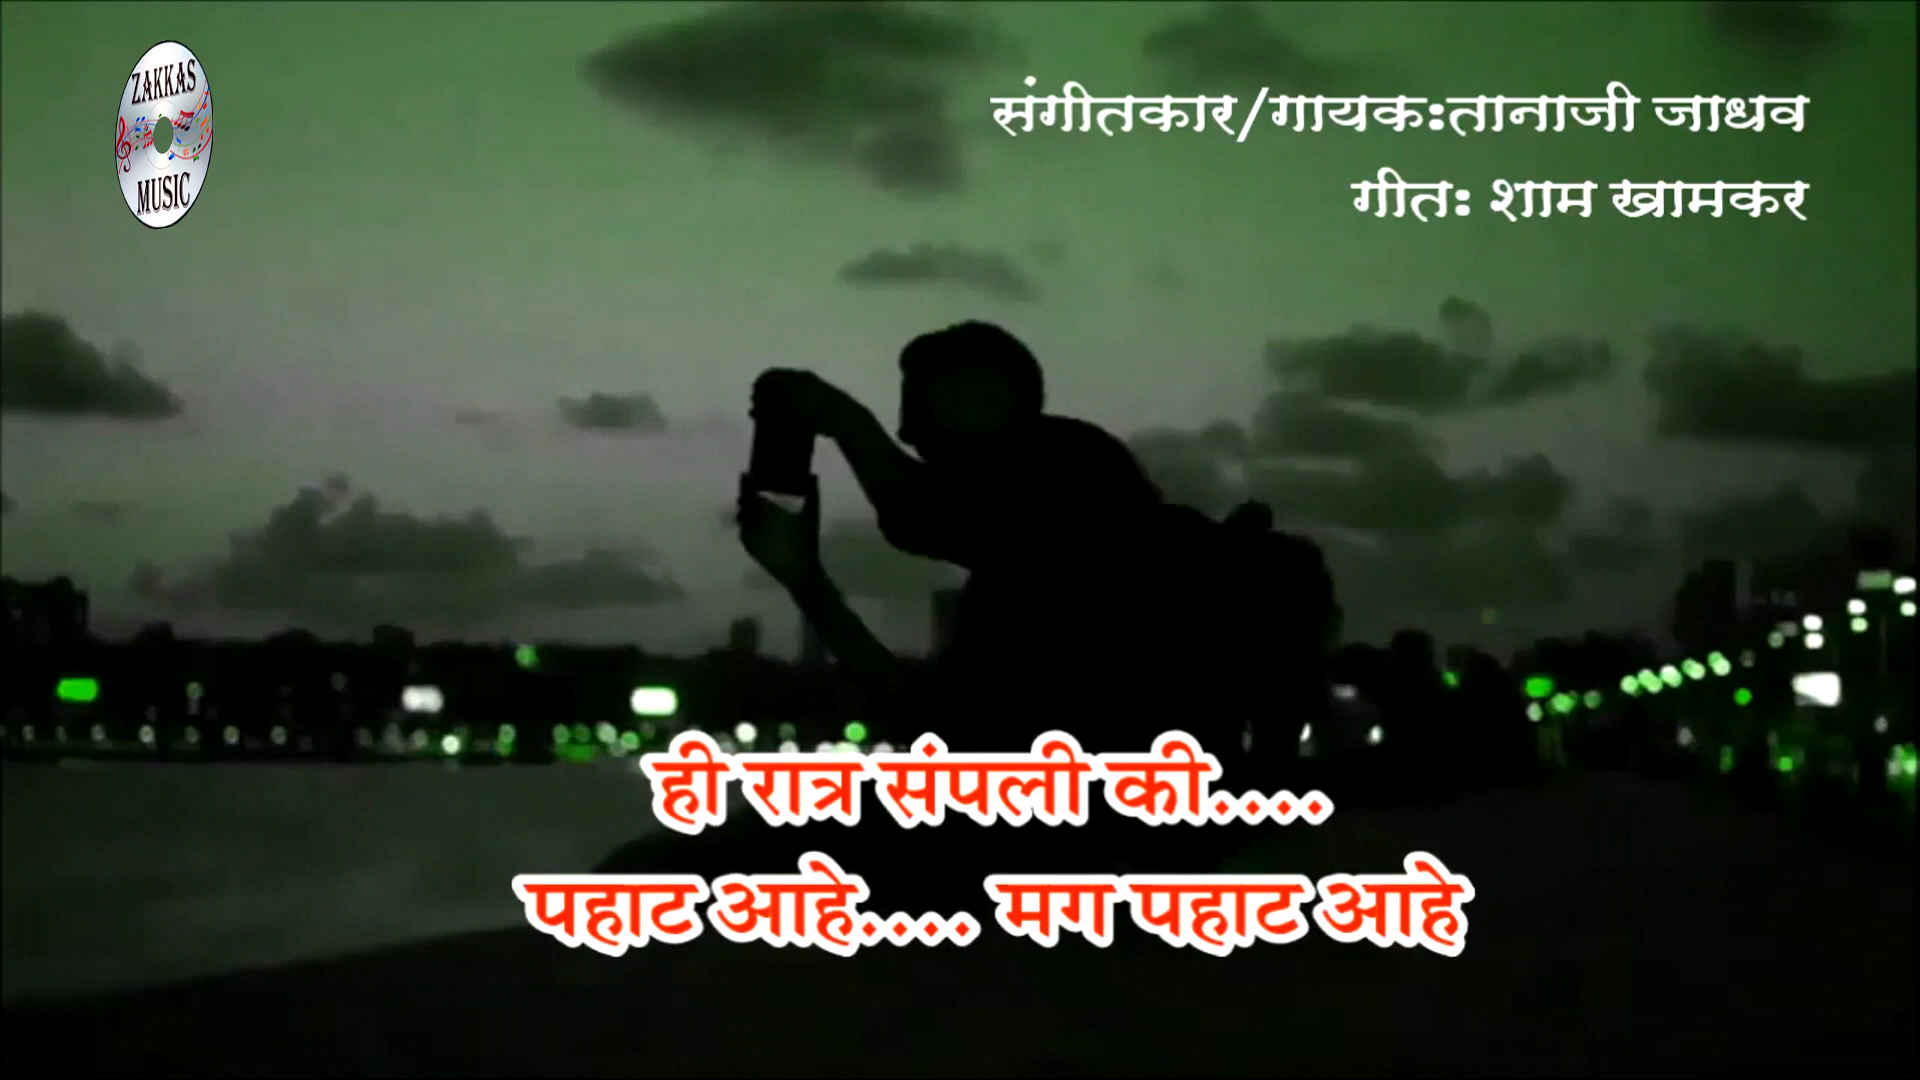 ZAKKAS
MUSIC
संगीतकार/गायक:तानाजी जाधव
गीत: शाम खामकर
ही रात्र संपली की....
पहाट आहे.... मग पहाट आहे